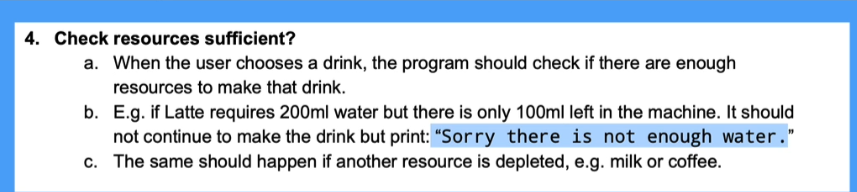 4. Check resources sufficient?
a. When the user chooses a drink, the program should check if there are enough
resources to make that drink.
b. E.g. if Latte requires 200ml water but there is only 100ml left in the machine. It should
not continue to make the drink but print: “Sorry there is not enough water.”
c. The same should happen if another resource is depleted, e.g. milk or coffee.